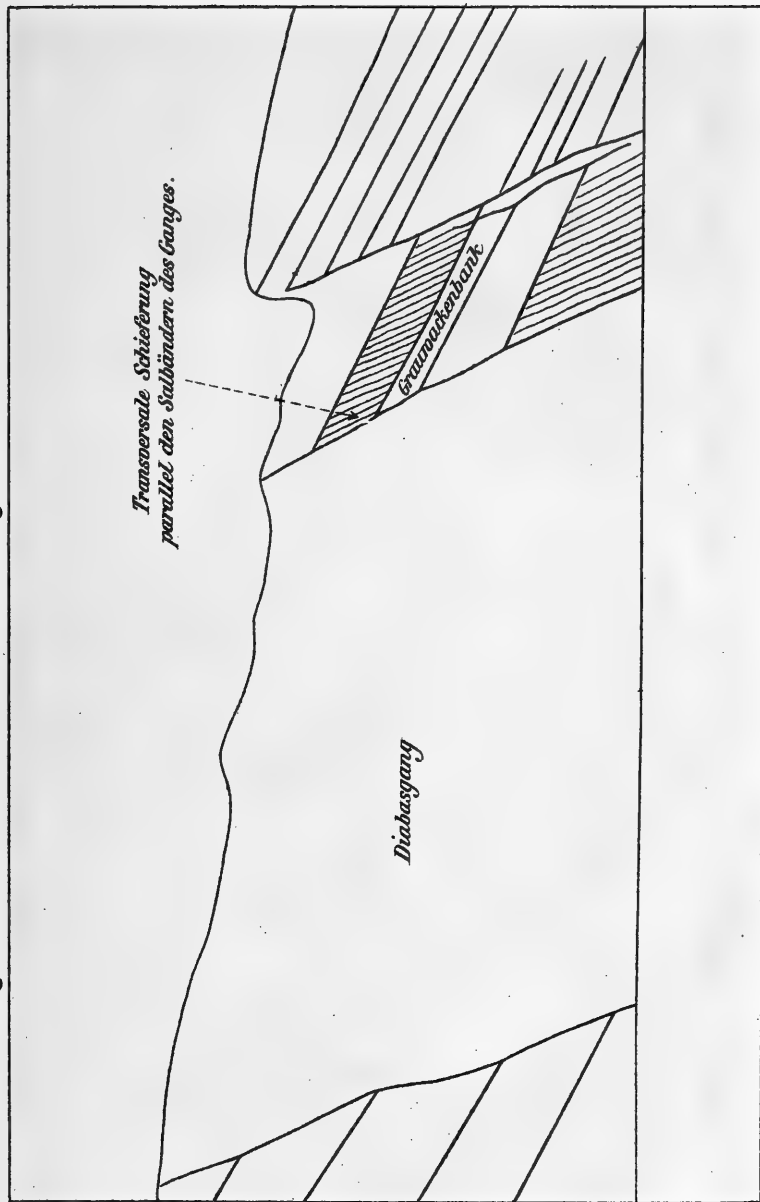 Transversale Schieferung
parallel den Salbändern des Ganges.
Grauwackenbank
Diabasgang